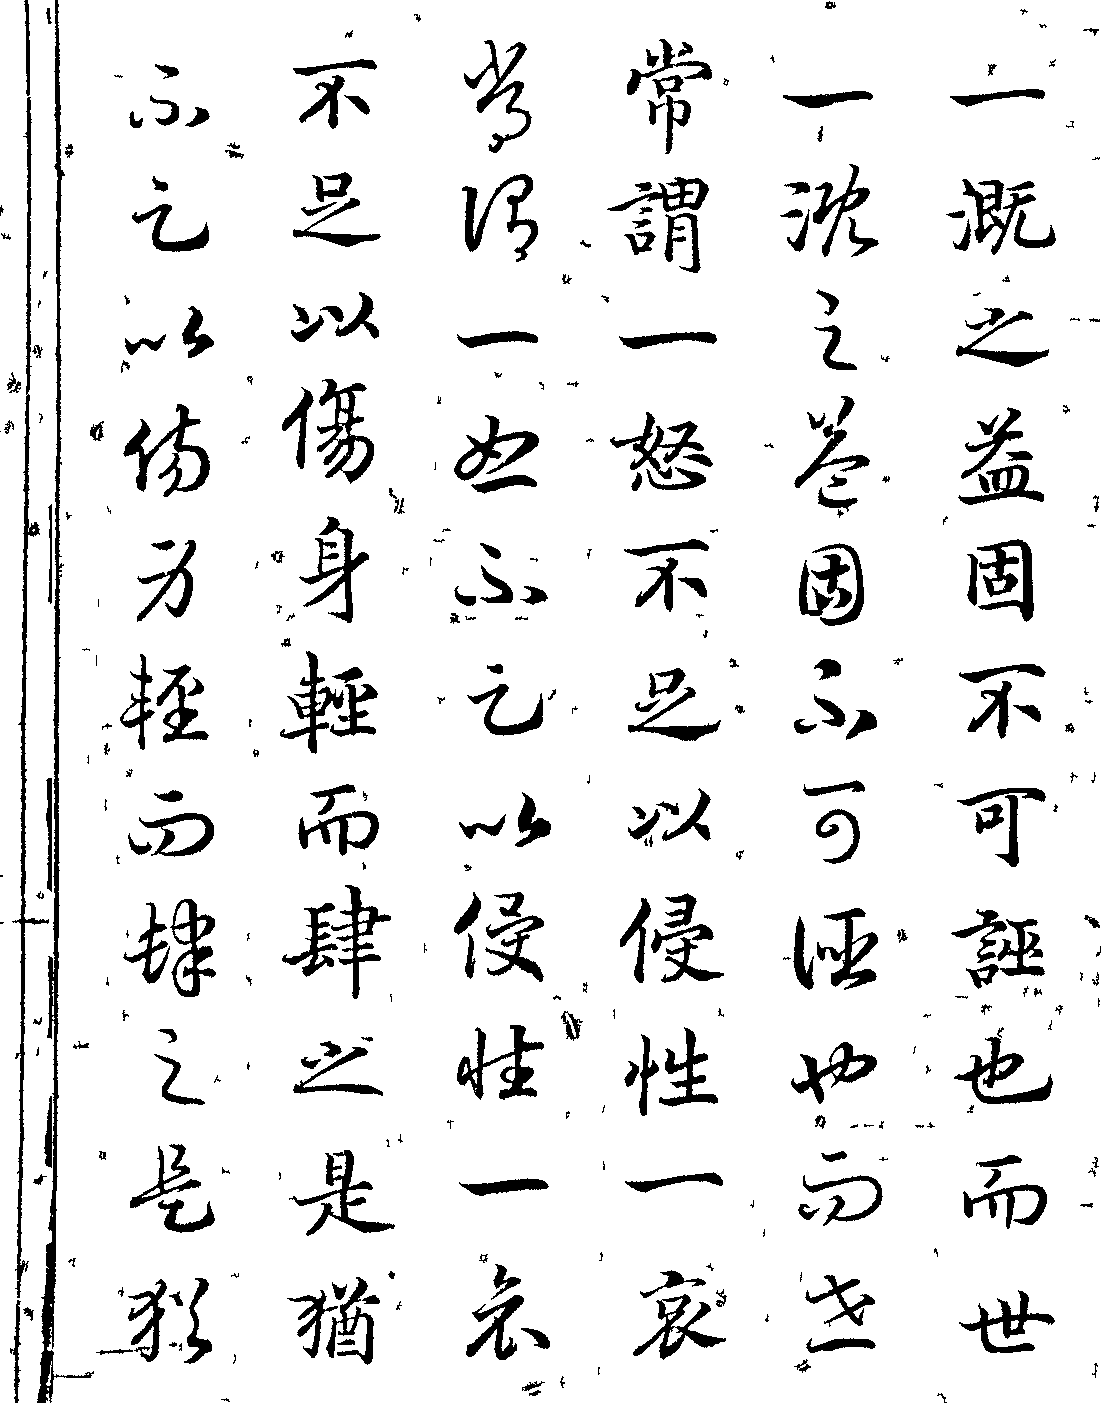 一溉之益固不可誣也而世
一溉之益固不可誣也而世
常謂一怒不足以侵性一哀
常謂一怒不足以侵性一哀
不足以傷身輕而肆之是猶
不足以傷身輕而肆之是猶